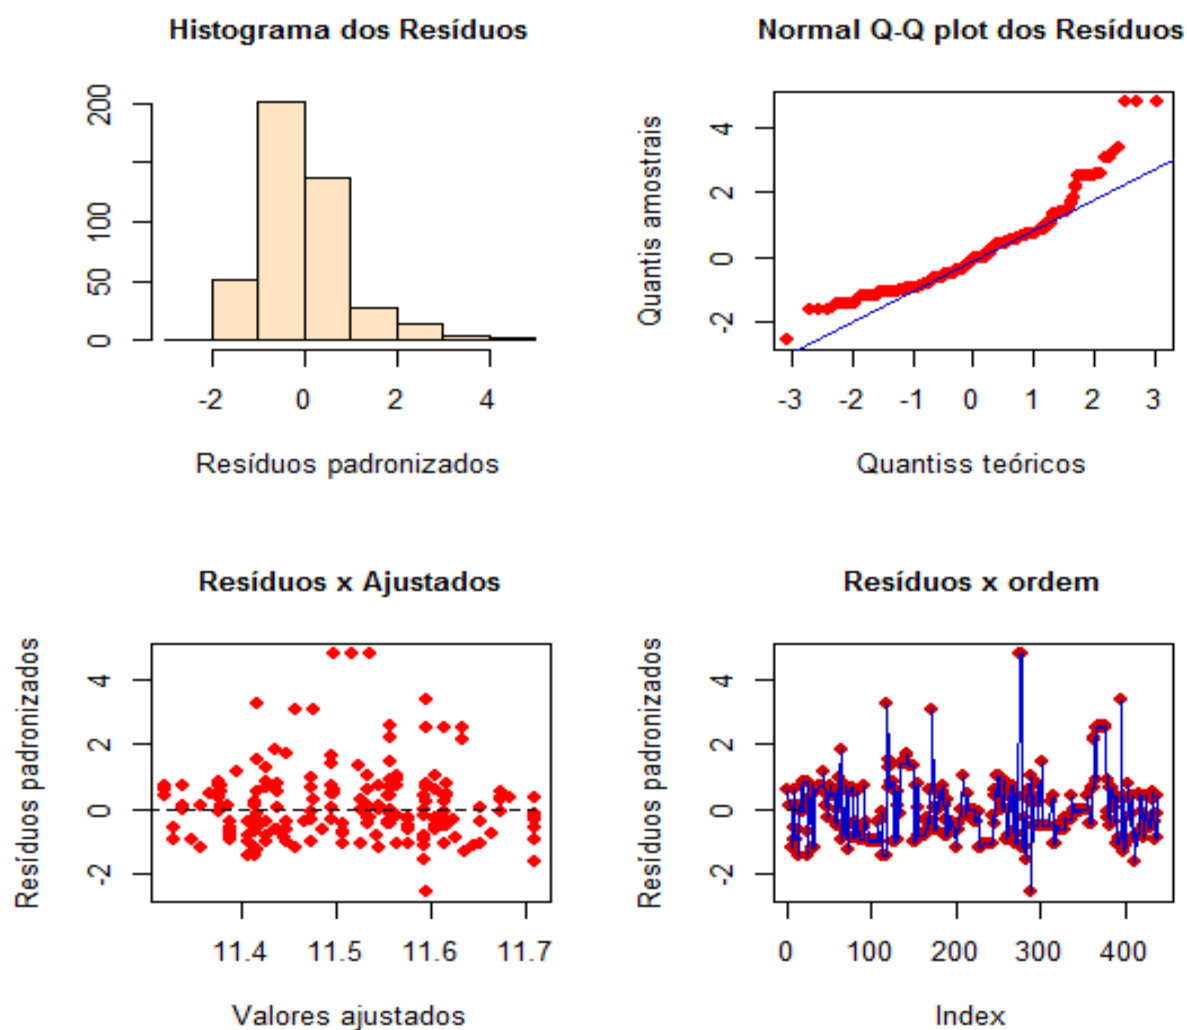 Histograma dos Resíduos
200
100
50
0
-2 0 2 4
Resíduos padronizados
Normal Q-Q plot dos Resíduos
Quantis amostrais
4
2
0
-2
-3 -2 -1 0 1 2 3
Quantiss teóricos
Resíduos x Ajustados
Resíduos padronizados
4
2
0
-2
11.4 11.5 11.6 11.7
Valores ajustados
Resíduos x ordem
Resíduos padronizados
4
2
0
-2
0 100 200 300 400
Index